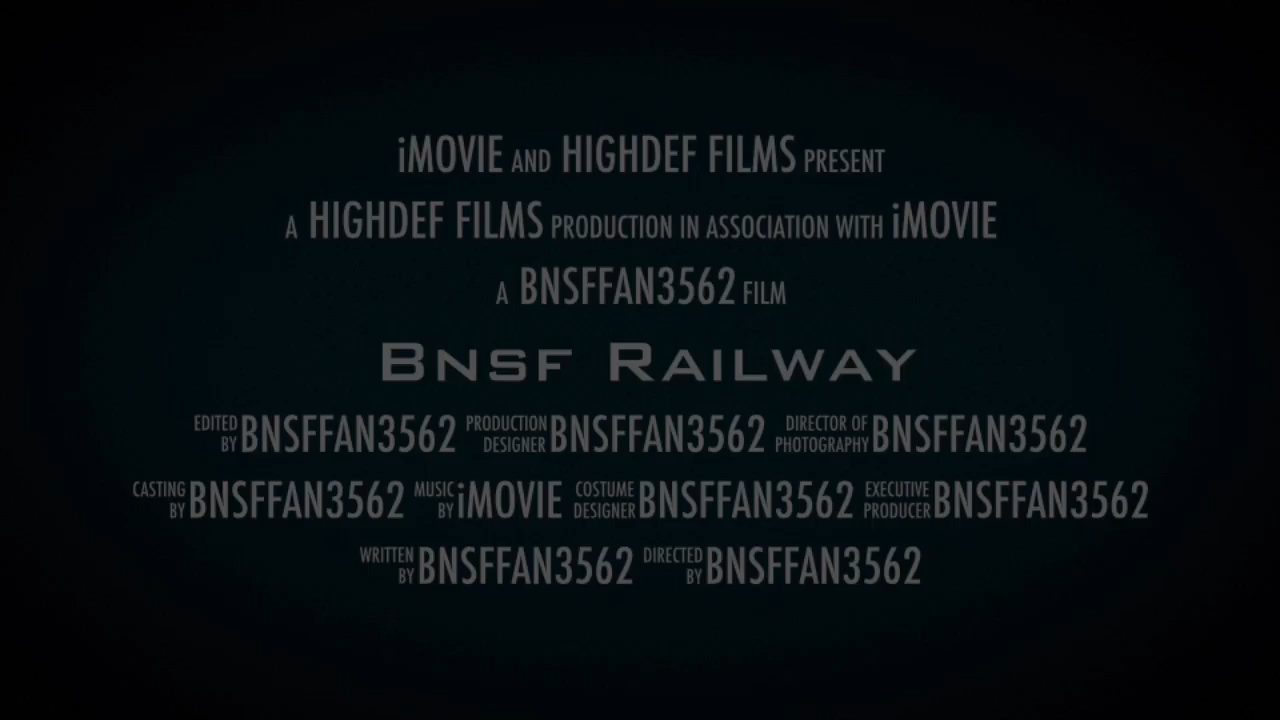 iMOVIE AND HIGHDEF FILMS PRESENT
A HIGHDEF FILMS PRODUCTION IN ASSOCIATION WITH iMOVIE
A BNSFFAN3562 FILM
BNSF RAILWAY
EDITED BY BNSFFAN3562 PRODUCTION DESIGNER BNSFFAN3562 DIRECTOR OF PHOTOGRAPHY BNSFFAN3562
CASTING BY BNSFFAN3562 MUSIC BY iMOVIE COSTUME DESIGNER BNSFFAN3562 EXECUTIVE PRODUCER BNSFFAN3562
WRITTEN BY BNSFFAN3562 DIRECTED BY BNSFFAN3562